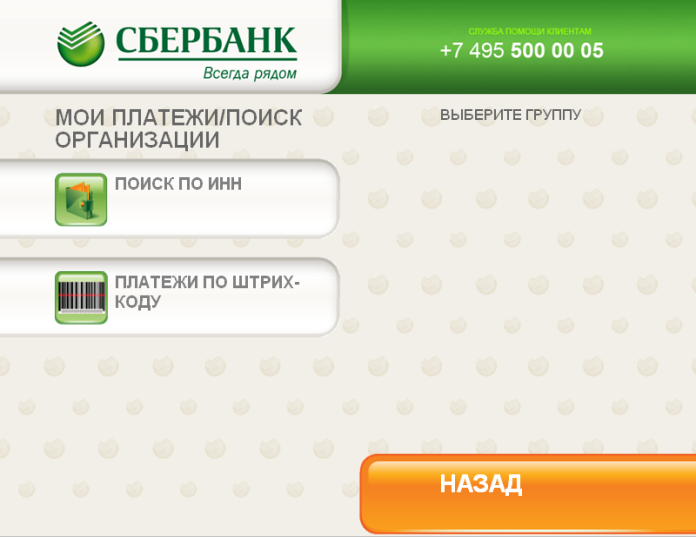 СБЕРБАНК
Всегда рядом
СЛУЖБА ПОМОЩИ КЛИЕНТАМ
+7 495 500 00 05
МОИ ПЛАТЕЖИ/ПОИСК
ОРГАНИЗАЦИИ
ВЫБЕРИТЕ ГРУППУ
ПОИСК ПО ИНН
ПЛАТЕЖИ ПО ШТРИХ-
КОДУ
НАЗАД